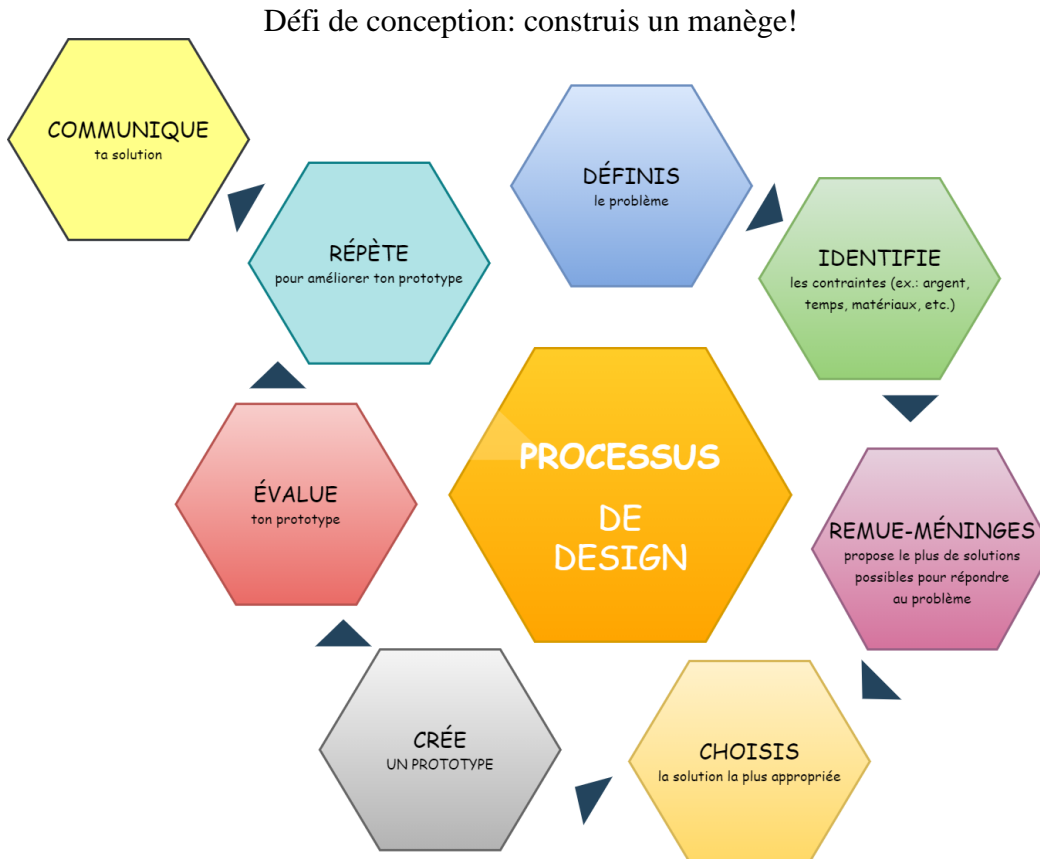 Défi de conception: construis un manège!
DÉFINIS
le problème
IDENTIFIE
les contraintes (ex.: argent,
temps, matériaux, etc.)
REMUE-MÉNINGES
propose le plus de solutions
possibles pour répondre
au problème
CHOISIS
la solution la plus appropriée
CRÉE
UN PROTOTYPE
ÉVALUE
ton prototype
RÉPÈTE
pour améliorer ton prototype
COMMUNIQUE
ta solution
PROCESSUS
DE
DESIGN